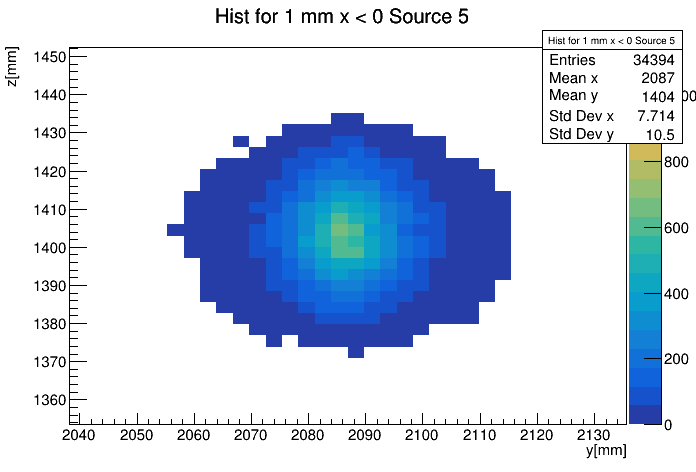 Hist for 1 mm x < 0 Source 5
Hist for 1 mm x < 0 Source 5
Entries 34394
Mean x 2087
Mean y 1404
Std Dev x 7.714
Std Dev y 10.5
z[mm]
1450
1440
1430
1420
1410
1400
1390
1380
1370
1360
800
600
400
200
0
2040 2050 2060 2070 2080 2090 2100 2110 2120 2130
y[mm]